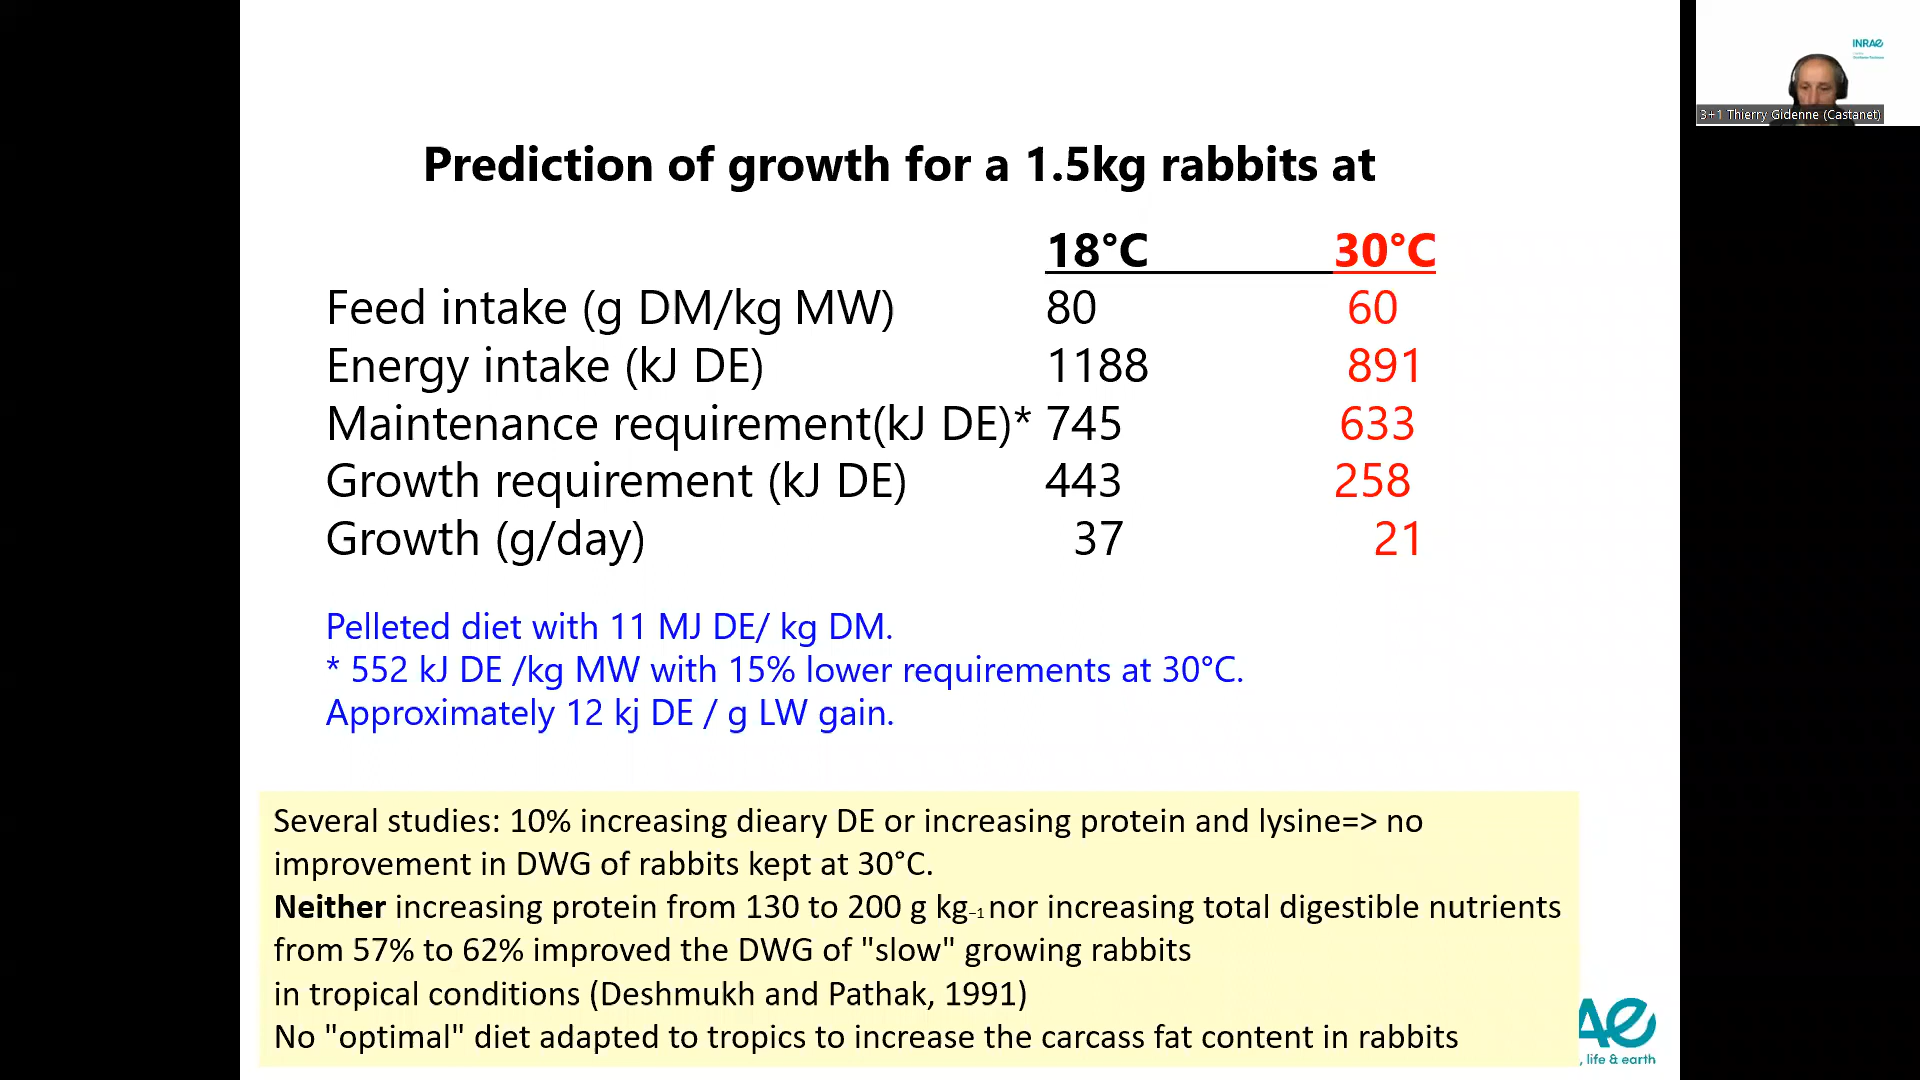 INRAE
3+1 Thierry Gidenne (Castanet)
Prediction of growth for a 1.5kg rabbits at
18°C 30°C
Feed intake (g DM/kg MW) 80 60
Energy intake (kJ DE) 1188 891
Maintenance requirement(kJ DE)* 745 633
Growth requirement (kJ DE) 443 258
Growth (g/day) 37 21
Pelleted diet with 11 MJ DE/ kg DM.
* 552 kJ DE /kg MW with 15% lower requirements at 30°C.
Approximately 12 kj DE / g LW gain.
Several studies: 10% increasing dieary DE or increasing protein and lysine=> no
improvement in DWG of rabbits kept at 30°C.
Neither increasing protein from 130 to 200 g kg–1 nor increasing total digestible nutrients
from 57% to 62% improved the DWG of "slow" growing rabbits
in tropical conditions (Deshmukh and Pathak, 1991)
No "optimal" diet adapted to tropics to increase the carcass fat content in rabbits
AE
, life & earth